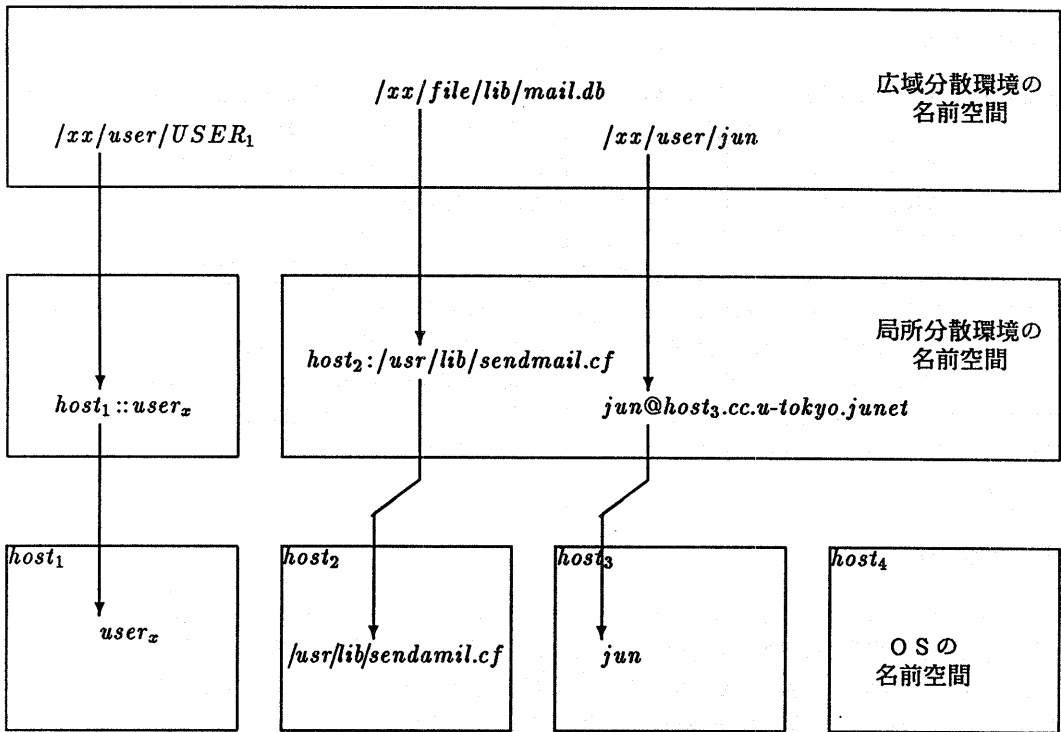 広域分散環境の
名前空間
/xx/file/lib/mail.db
/xx/user/USER₁
/xx/user/jun
局所分散環境の
名前空間
host₂:/usr/lib/sendmail.cf
host₁::userₓ
jun@host₃.cc.u-tokyo.junet
host₁
host₂
host₃
host₄
userₓ
/usr/lib/sendamil.cf
jun
OSの
名前空間